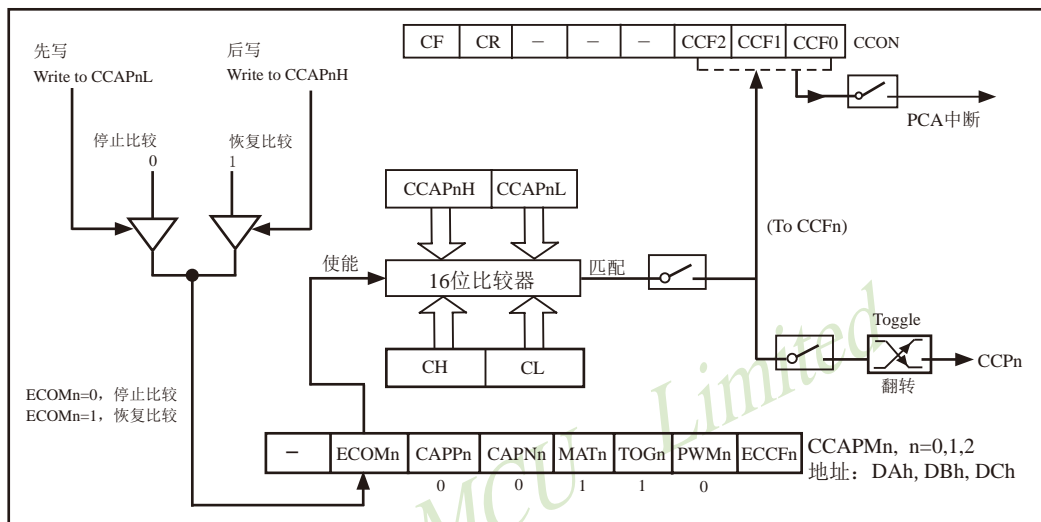 CF CR − − − CCF2 CCF1 CCF0 CCON
先写
Write to CCAPnL
后写
Write to CCAPnH
PCA中断
停止比较
0
恢复比较
1
CCAPnH CCAPnL
(To CCFn)
使能
16位比较器
匹配
Toggle
CH CL
CCPn
翻转
ECOMn=0，停止比较
ECOMn=1，恢复比较
− ECOMn CAPPn CAPNn MATn TOGn PWMn ECCFn
CCAPMn, n=0,1,2
地址：DAh, DBh, DCh
0 0 1 1 0
MCU Limited